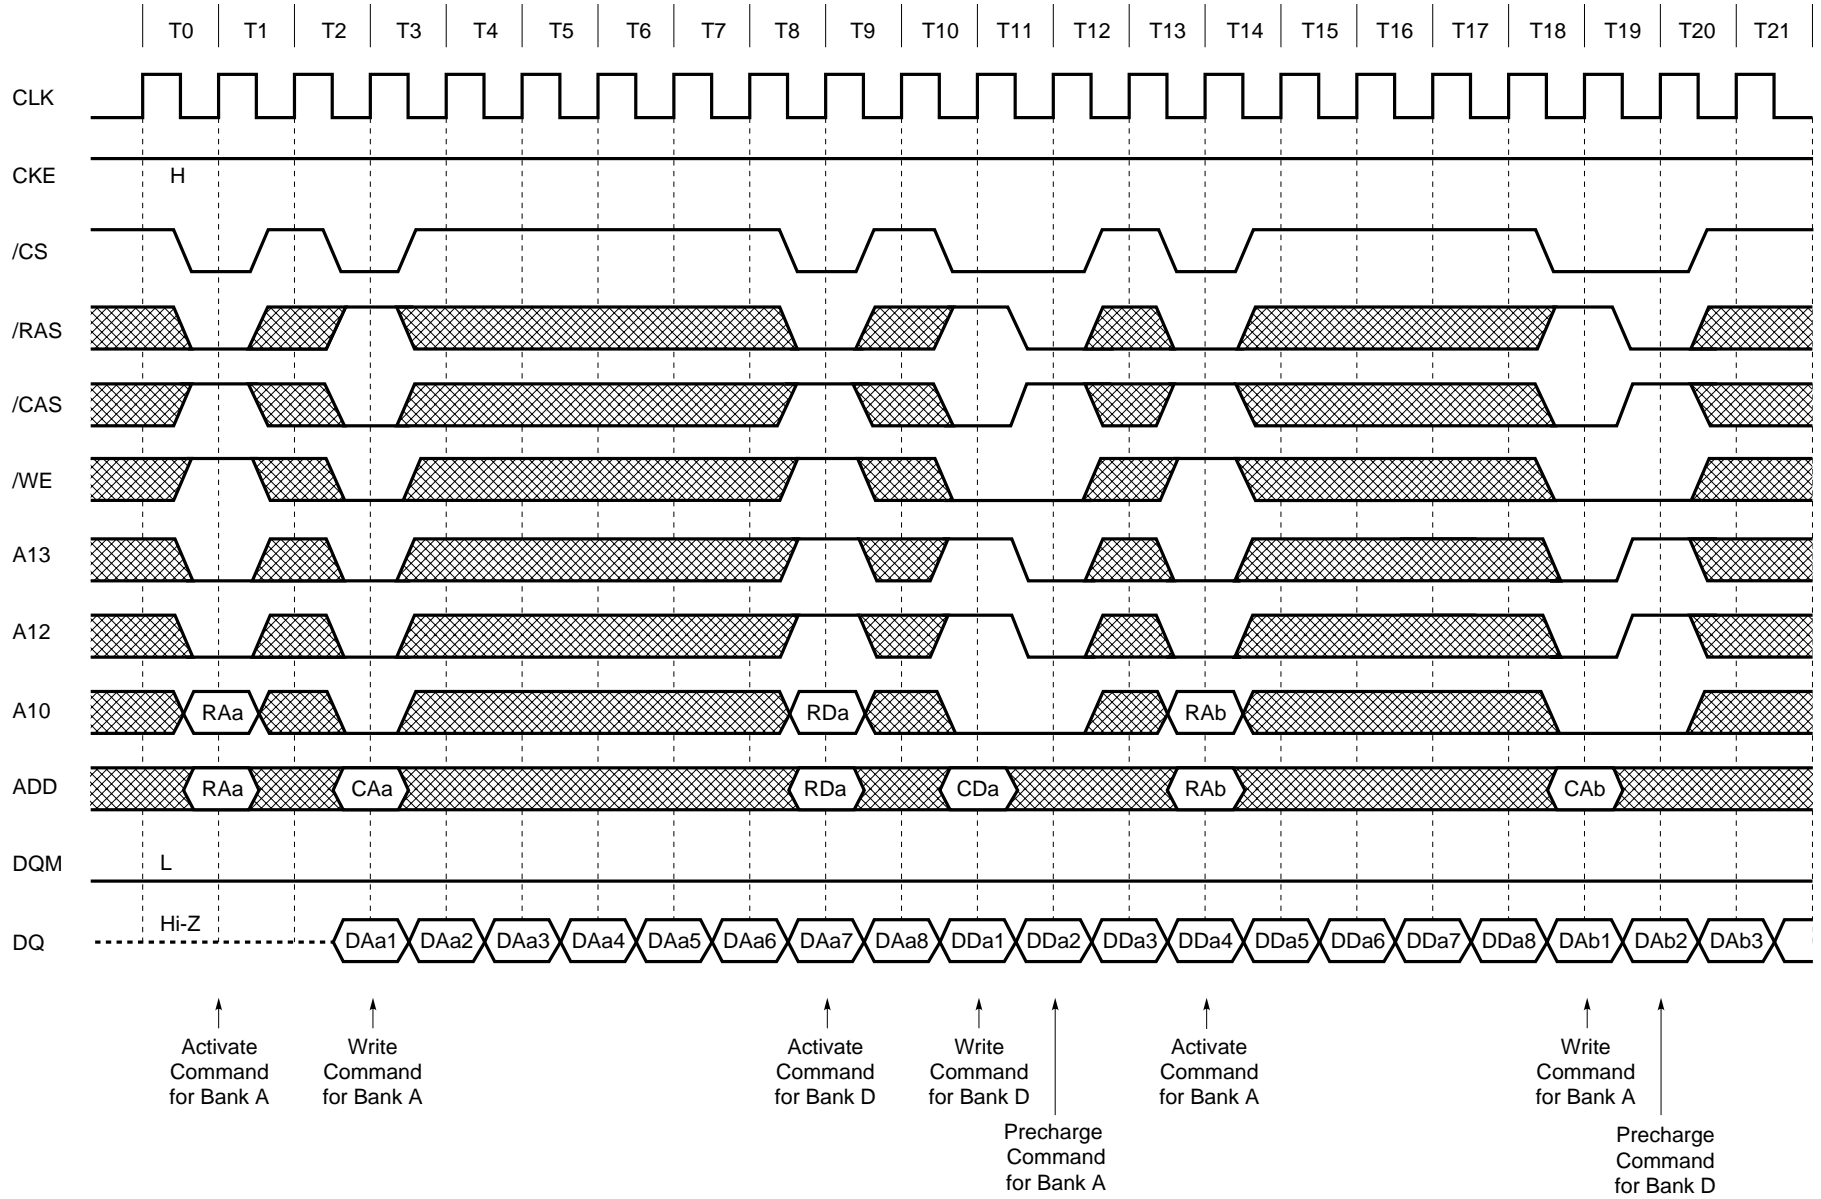 T0 T1 T2 T3 T4 T5 T6 T7 T8 T9 T10 T11 T12 T13 T14 T15 T16 T17 T18 T19 T20 T21
CLK
CKE H
/CS
/RAS
/CAS
/WE
A13
A12
A10 RAa RDa RAb
ADD RAa CAa RDa CDa RAb CAb
DQM L
DQ Hi-Z DAa1 DAa2 DAa3 DAa4 DAa5 DAa6 DAa7 DAa8 DDa1 DDa2 DDa3 DDa4 DDa5 DDa6 DDa7 DDa8 DAb1 DAb2 DAb3
Activate
Command
for Bank A
Write
Command
for Bank A
Activate
Command
for Bank D
Write
Command
for Bank D
Precharge
Command
for Bank A
Activate
Command
for Bank A
Write
Command
for Bank A
Precharge
Command
for Bank D